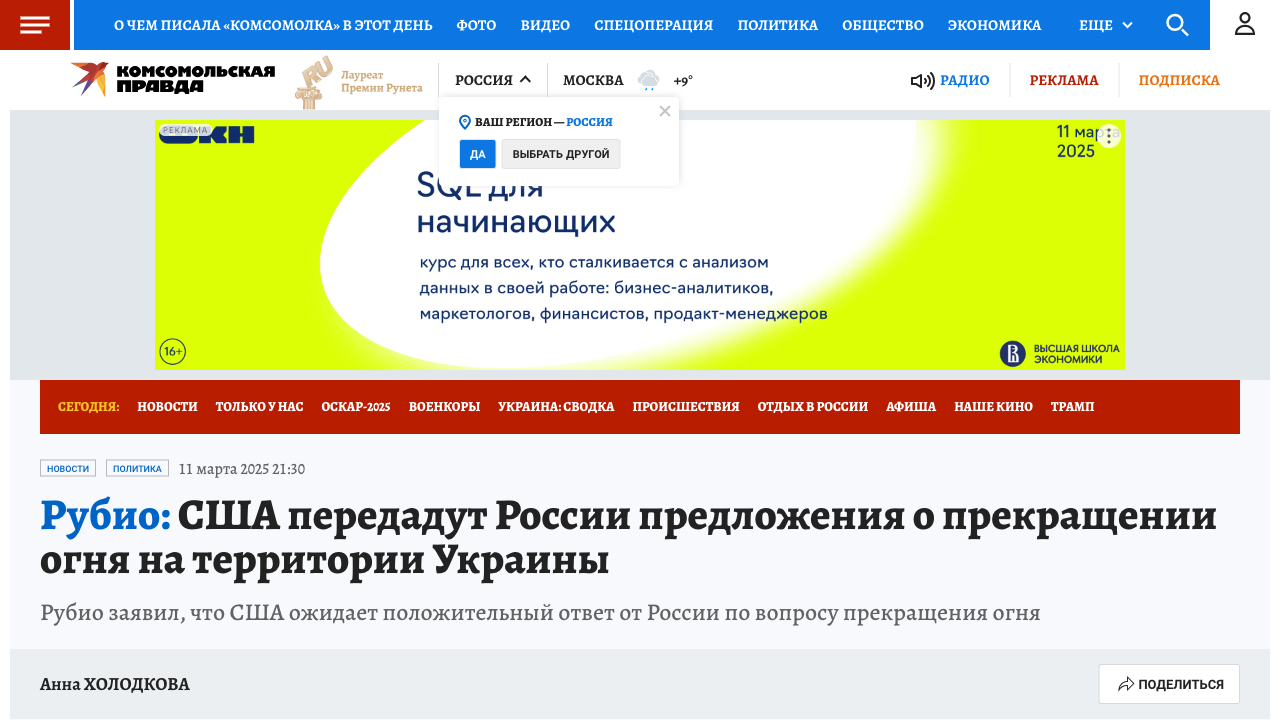 О ЧЕМ ПИСАЛА «КОМСОМОЛКА» В ЭТОТ ДЕНЬ ФОТО ВИДЕО СПЕЦОПЕРАЦИЯ ПОЛИТИКА ОБЩЕСТВО ЭКОНОМИКА ЕЩЕ
КОМСОМОЛЬСКАЯ
ПРАВДА
.RU
Лауреат
Премии Рунета
РОССИЯ
МОСКВА
+9°
РАДИО
РЕКЛАМА
ПОДПИСКА
ВАШ РЕГИОН — РОССИЯ
ДА
ВЫБРАТЬ ДРУГОЙ
РЕКЛАМА
11 марта
2025
SQL для
начинающих
курс для всех, кто сталкивается с анализом
данных в своей работе: бизнес-аналитиков,
маркетологов, финансистов, продакт-менеджеров
16+
ВЫСШАЯ ШКОЛА
ЭКОНОМИКИ
СЕГОДНЯ: НОВОСТИ ТОЛЬКО У НАС ОСКАР-2025 ВОЕНКОРЫ УКРАИНА: СВОДКА ПРОИСШЕСТВИЯ ОТДЫХ В РОССИИ АФИША НАШЕ КИНО ТРАМП
НОВОСТИ ПОЛИТИКА 11 марта 2025 21:30
Рубио: США передадут России предложения о прекращении
огня на территории Украины
Рубио заявил, что США ожидает положительный ответ от России по вопросу прекращения огня
Анна ХОЛОДКОВА
ПОДЕЛИТЬСЯ